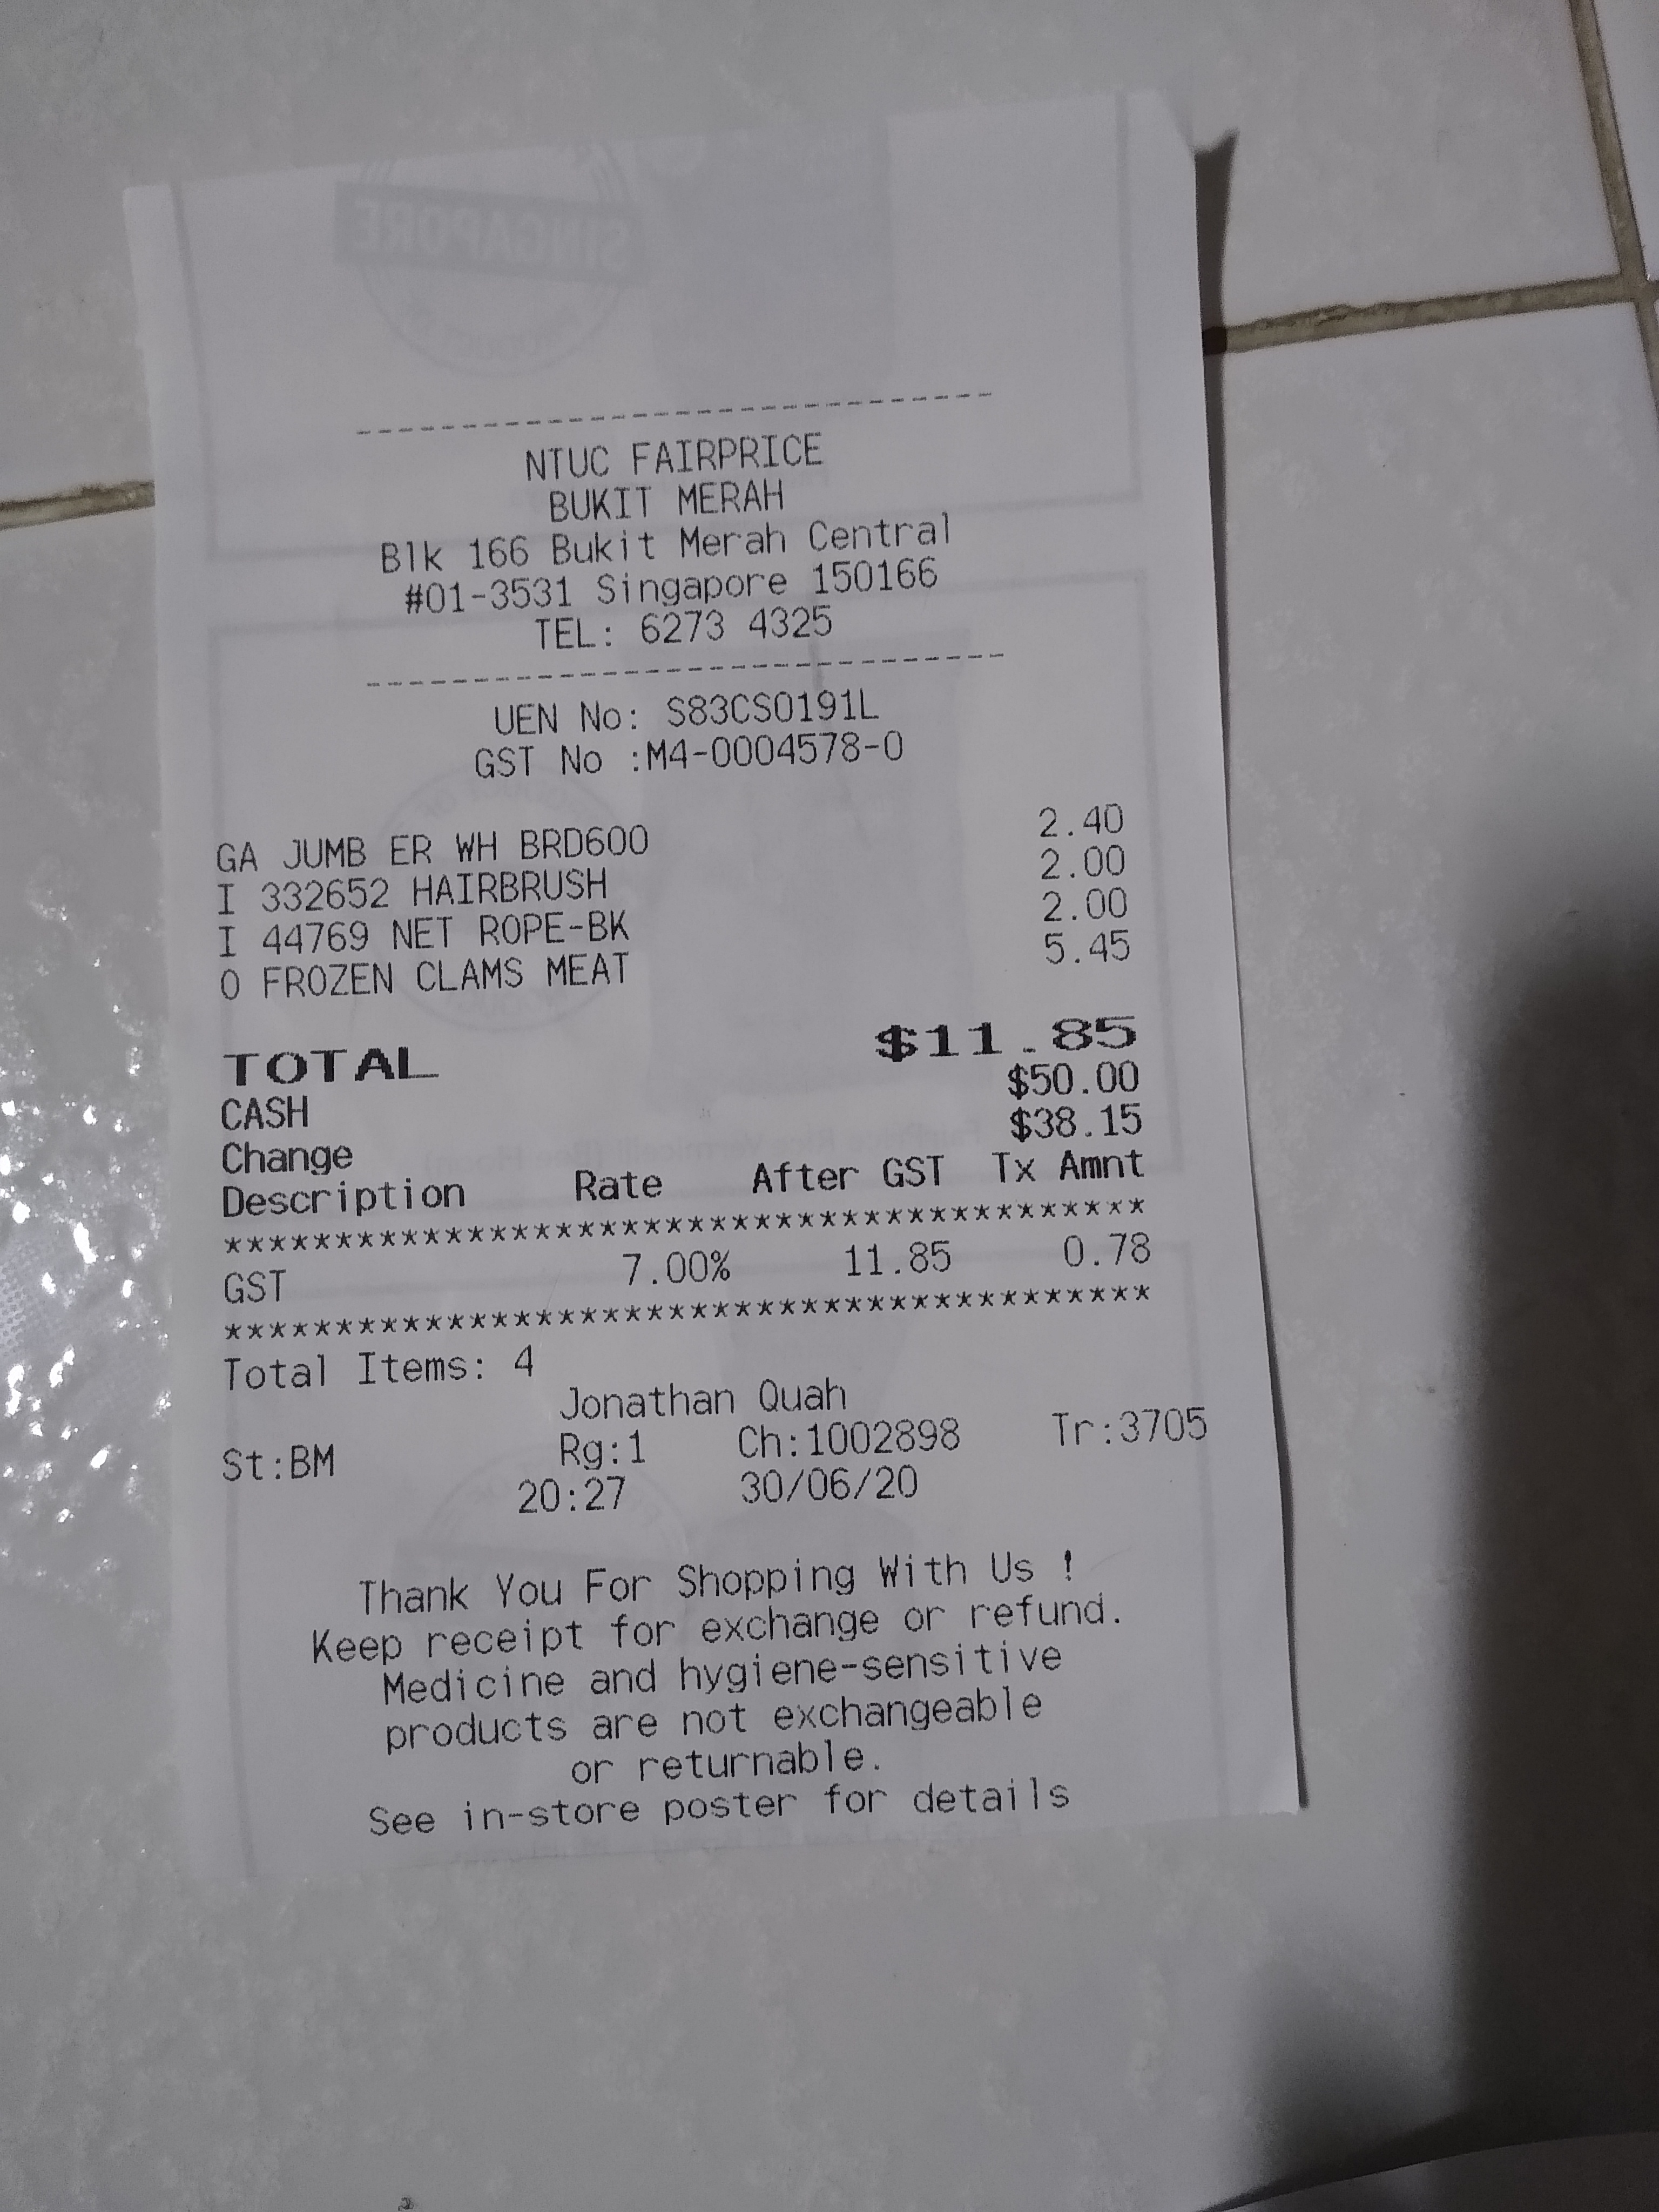 SINGAPORE
--------------------------------
NTUC FAIRPRICE
BUKIT MERAH
Blk 166 Bukit Merah Central
#01-3531 Singapore 150166
TEL: 6273 4325
--------------------------------
UEN No: S83CS0191L
GST No :M4-0004578-0
GA JUMB ER WH BRD600 2.40
I 332652 HAIRBRUSH 2.00
I 44769 NET ROPE-BK 2.00
O FROZEN CLAMS MEAT 5.45
TOTAL $11.85
CASH $50.00
Change $38.15
Description Rate After GST Tx Amnt
******************************************
GST 7.00% 11.85 0.78
******************************************
Total Items: 4
Jonathan Quah
St:BM Rg:1 Ch:1002898 Tr:3705
20:27 30/06/20
Thank You For Shopping With Us !
Keep receipt for exchange or refund.
Medicine and hygiene-sensitive
products are not exchangeable
or returnable.
See in-store poster for details